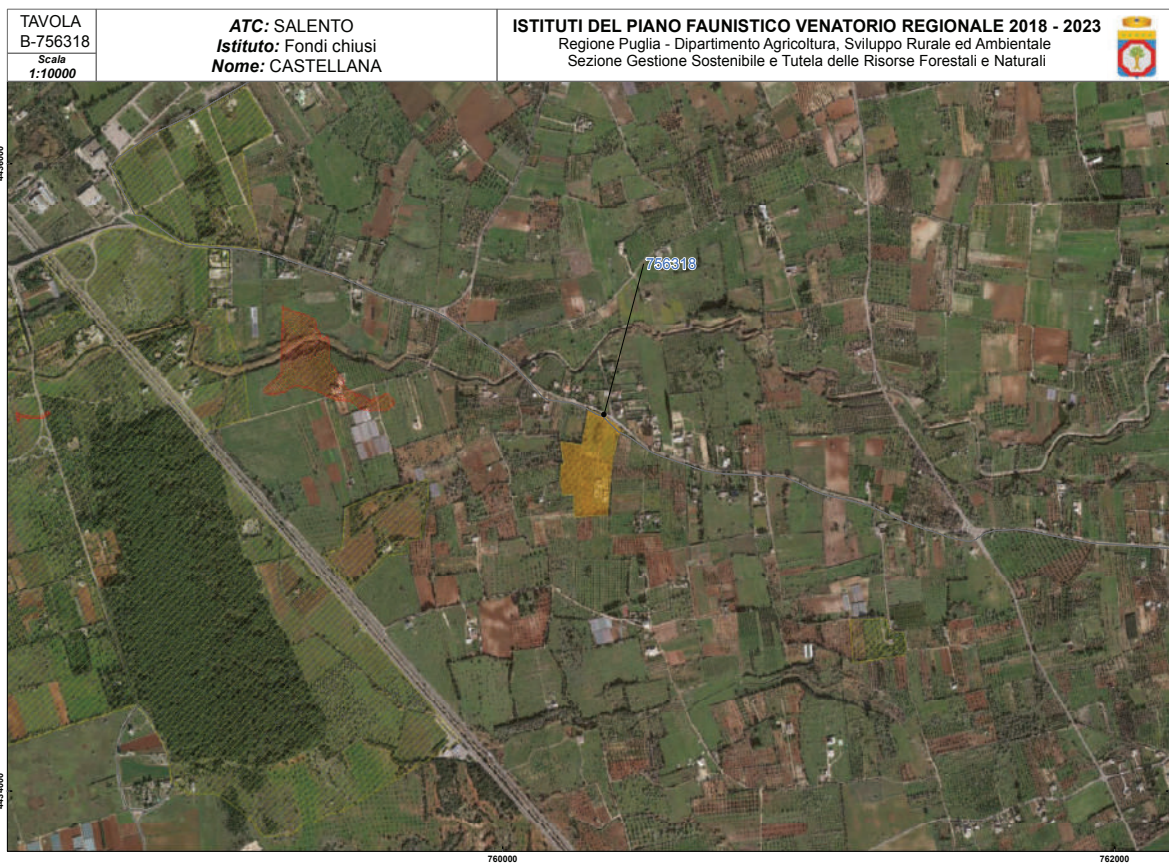 TAVOLA
B-756318
Scala
1:10000
ATC: SALENTO
Istituto: Fondi chiusi
Nome: CASTELLANA
ISTITUTI DEL PIANO FAUNISTICO VENATORIO REGIONALE 2018 - 2023
Regione Puglia - Dipartimento Agricoltura, Sviluppo Rurale ed Ambientale
Sezione Gestione Sostenibile e Tutela delle Risorse Forestali e Naturali
756318
760000
762000